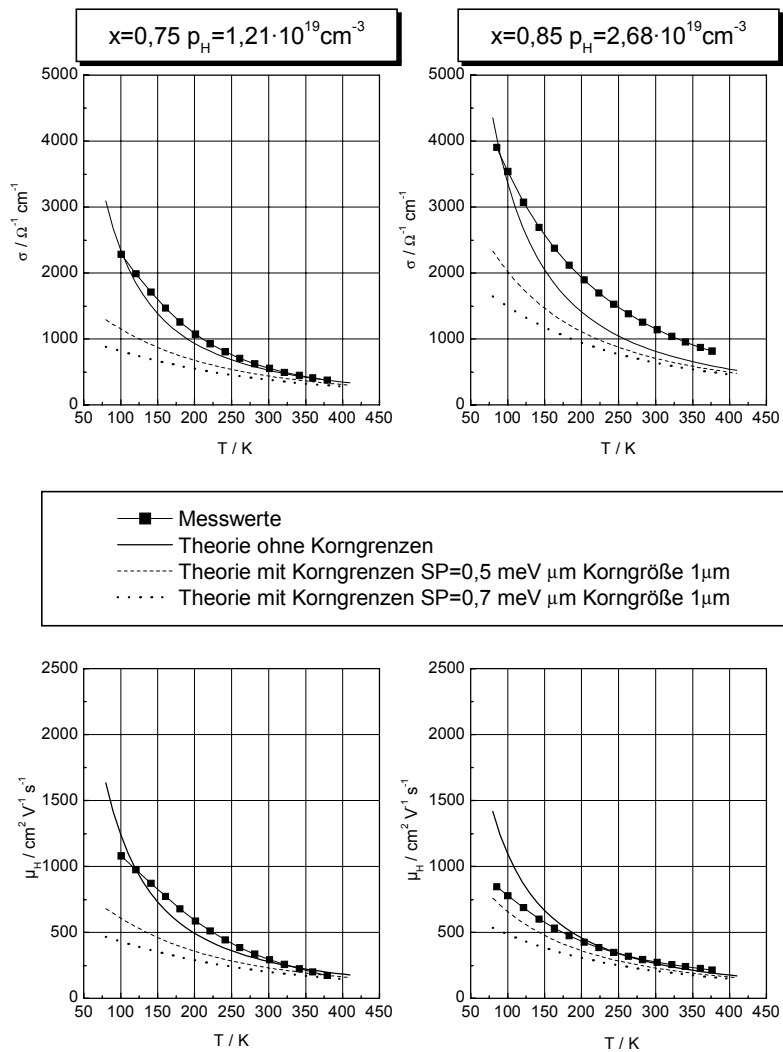 x=0,75 p_H=1,21·10^19cm^-3
x=0,85 p_H=2,68·10^19cm^-3
5000
4000
3000
2000
1000
0
σ / Ω^-1 cm^-1
50 100 150 200 250 300 350 400 450
T / K
5000
4000
3000
2000
1000
0
σ / Ω^-1 cm^-1
50 100 150 200 250 300 350 400 450
T / K
Messwerte
Theorie ohne Korngrenzen
Theorie mit Korngrenzen SP=0,5 meV μm Korngröße 1μm
Theorie mit Korngrenzen SP=0,7 meV μm Korngröße 1μm
2500
2000
1500
1000
500
0
μ_H / cm^2 V^-1 s^-1
50 100 150 200 250 300 350 400 450
T / K
2500
2000
1500
1000
500
0
μ_H / cm^2 V^-1 s^-1
50 100 150 200 250 300 350 400 450
T / K